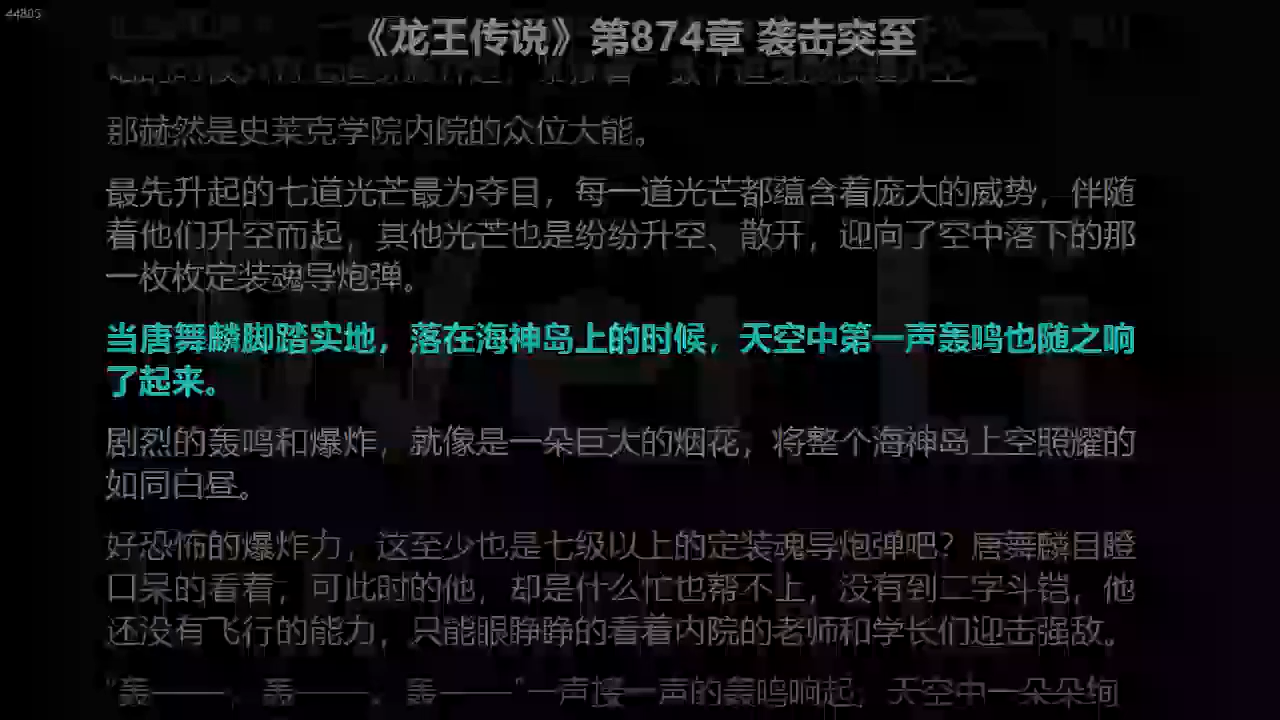 44805
《龙王传说》第874章 袭击突至
那赫然是史莱克学院内院的众位大能。
最先升起的七道光芒最为夺目，每一道光芒都蕴含着庞大的威势，伴随
着他们升空而起，其他光芒也是纷纷升空、散开，迎向了空中落下的那
一枚枚定装魂导炮弹。
当唐舞麟脚踏实地，落在海神岛上的时候，天空中第一声轰鸣也随之响
了起来。
剧烈的轰鸣和爆炸，就像是一朵巨大的烟花，将整个海神岛上空照耀的
如同白昼。
好恐怖的爆炸力，这至少也是七级以上的定装魂导炮弹吧？唐舞麟目瞪
口呆的看着，可此时的他，却是什么忙也帮不上，没有到二字斗铠，他
还没有飞行的能力，只能眼睁睁的看着内院的老师和学长们迎击强敌。
“轰——，轰——，轰——”一声接一声的轰鸣响起，天空中一朵朵绚